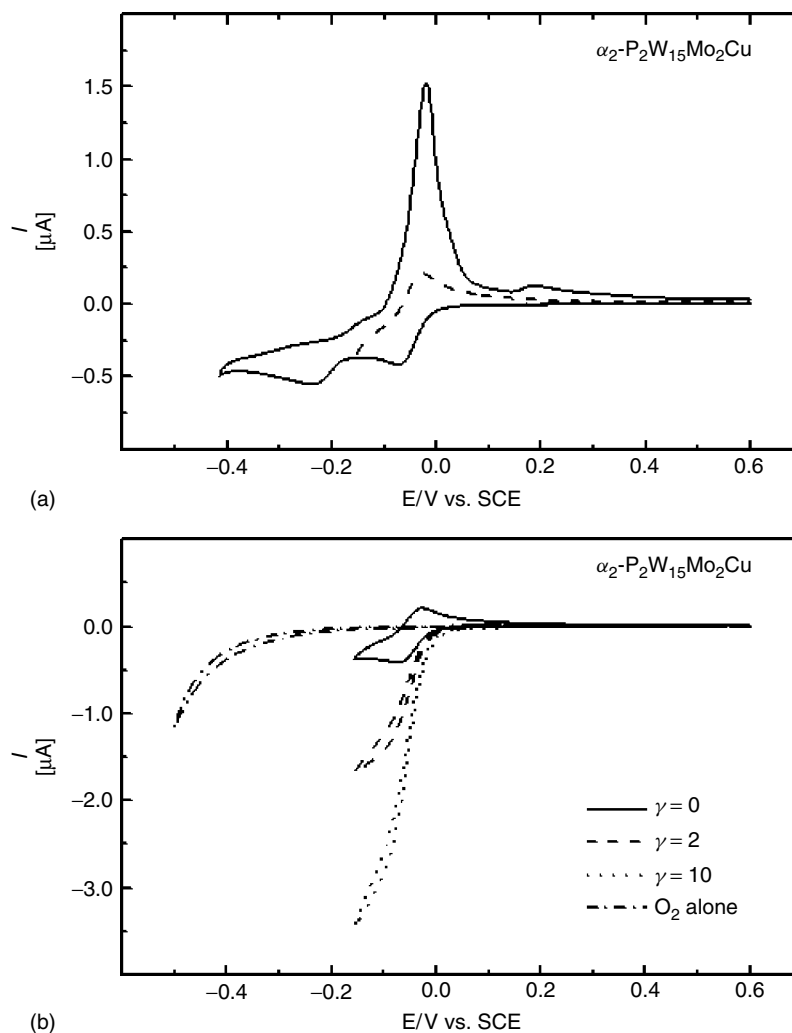 α₂-P₂W₁₅Mo₂Cu
1.5
1.0
0.5
0.0
−0.5
I
[μA]
−0.4 −0.2 0.0 0.2 0.4 0.6
(a)
E/V vs. SCE
α₂-P₂W₁₅Mo₂Cu
0.0
−1.0
−2.0
−3.0
I
[μA]
γ = 0
γ = 2
γ = 10
O₂ alone
−0.4 −0.2 0.0 0.2 0.4 0.6
(b)
E/V vs. SCE